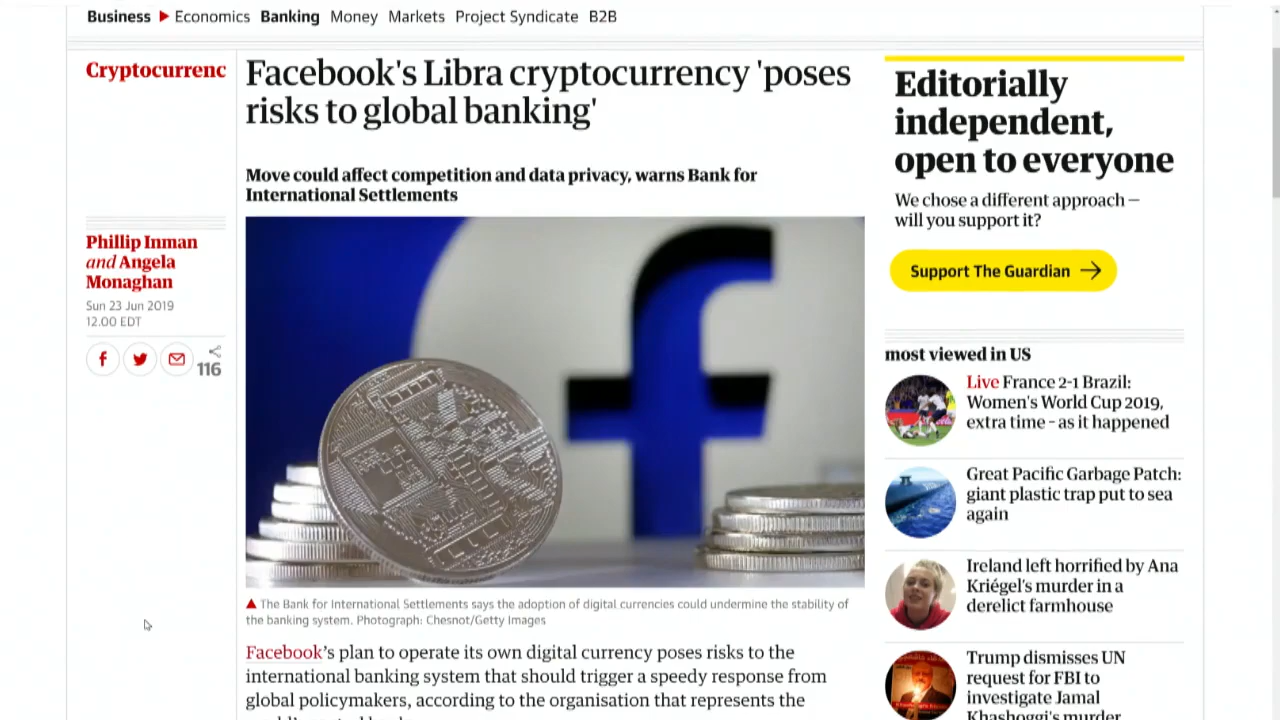 Business Economics Banking Money Markets Project Syndicate B2B
Cryptocurrenc
Facebook's Libra cryptocurrency 'poses
risks to global banking'
Move could affect competition and data privacy, warns Bank for
International Settlements
Phillip Inman
and Angela
Monaghan
Sun 23 Jun 2019
12.00 EDT
116
The Bank for International Settlements says the adoption of digital currencies could undermine the stability of
the banking system. Photograph: Chesnot/Getty Images
Facebook's plan to operate its own digital currency poses risks to the
international banking system that should trigger a speedy response from
global policymakers, according to the organisation that represents the
Editorially
independent,
open to everyone
We chose a different approach –
will you support it?
Support The Guardian
most viewed in US
Live France 2-1 Brazil:
Women's World Cup 2019,
extra time - as it happened
Great Pacific Garbage Patch:
giant plastic trap put to sea
again
Ireland left horrified by Ana
Kriégel's murder in a
derelict farmhouse
Trump dismisses UN
request for FBI to
investigate Jamal
Khashoggi's murder